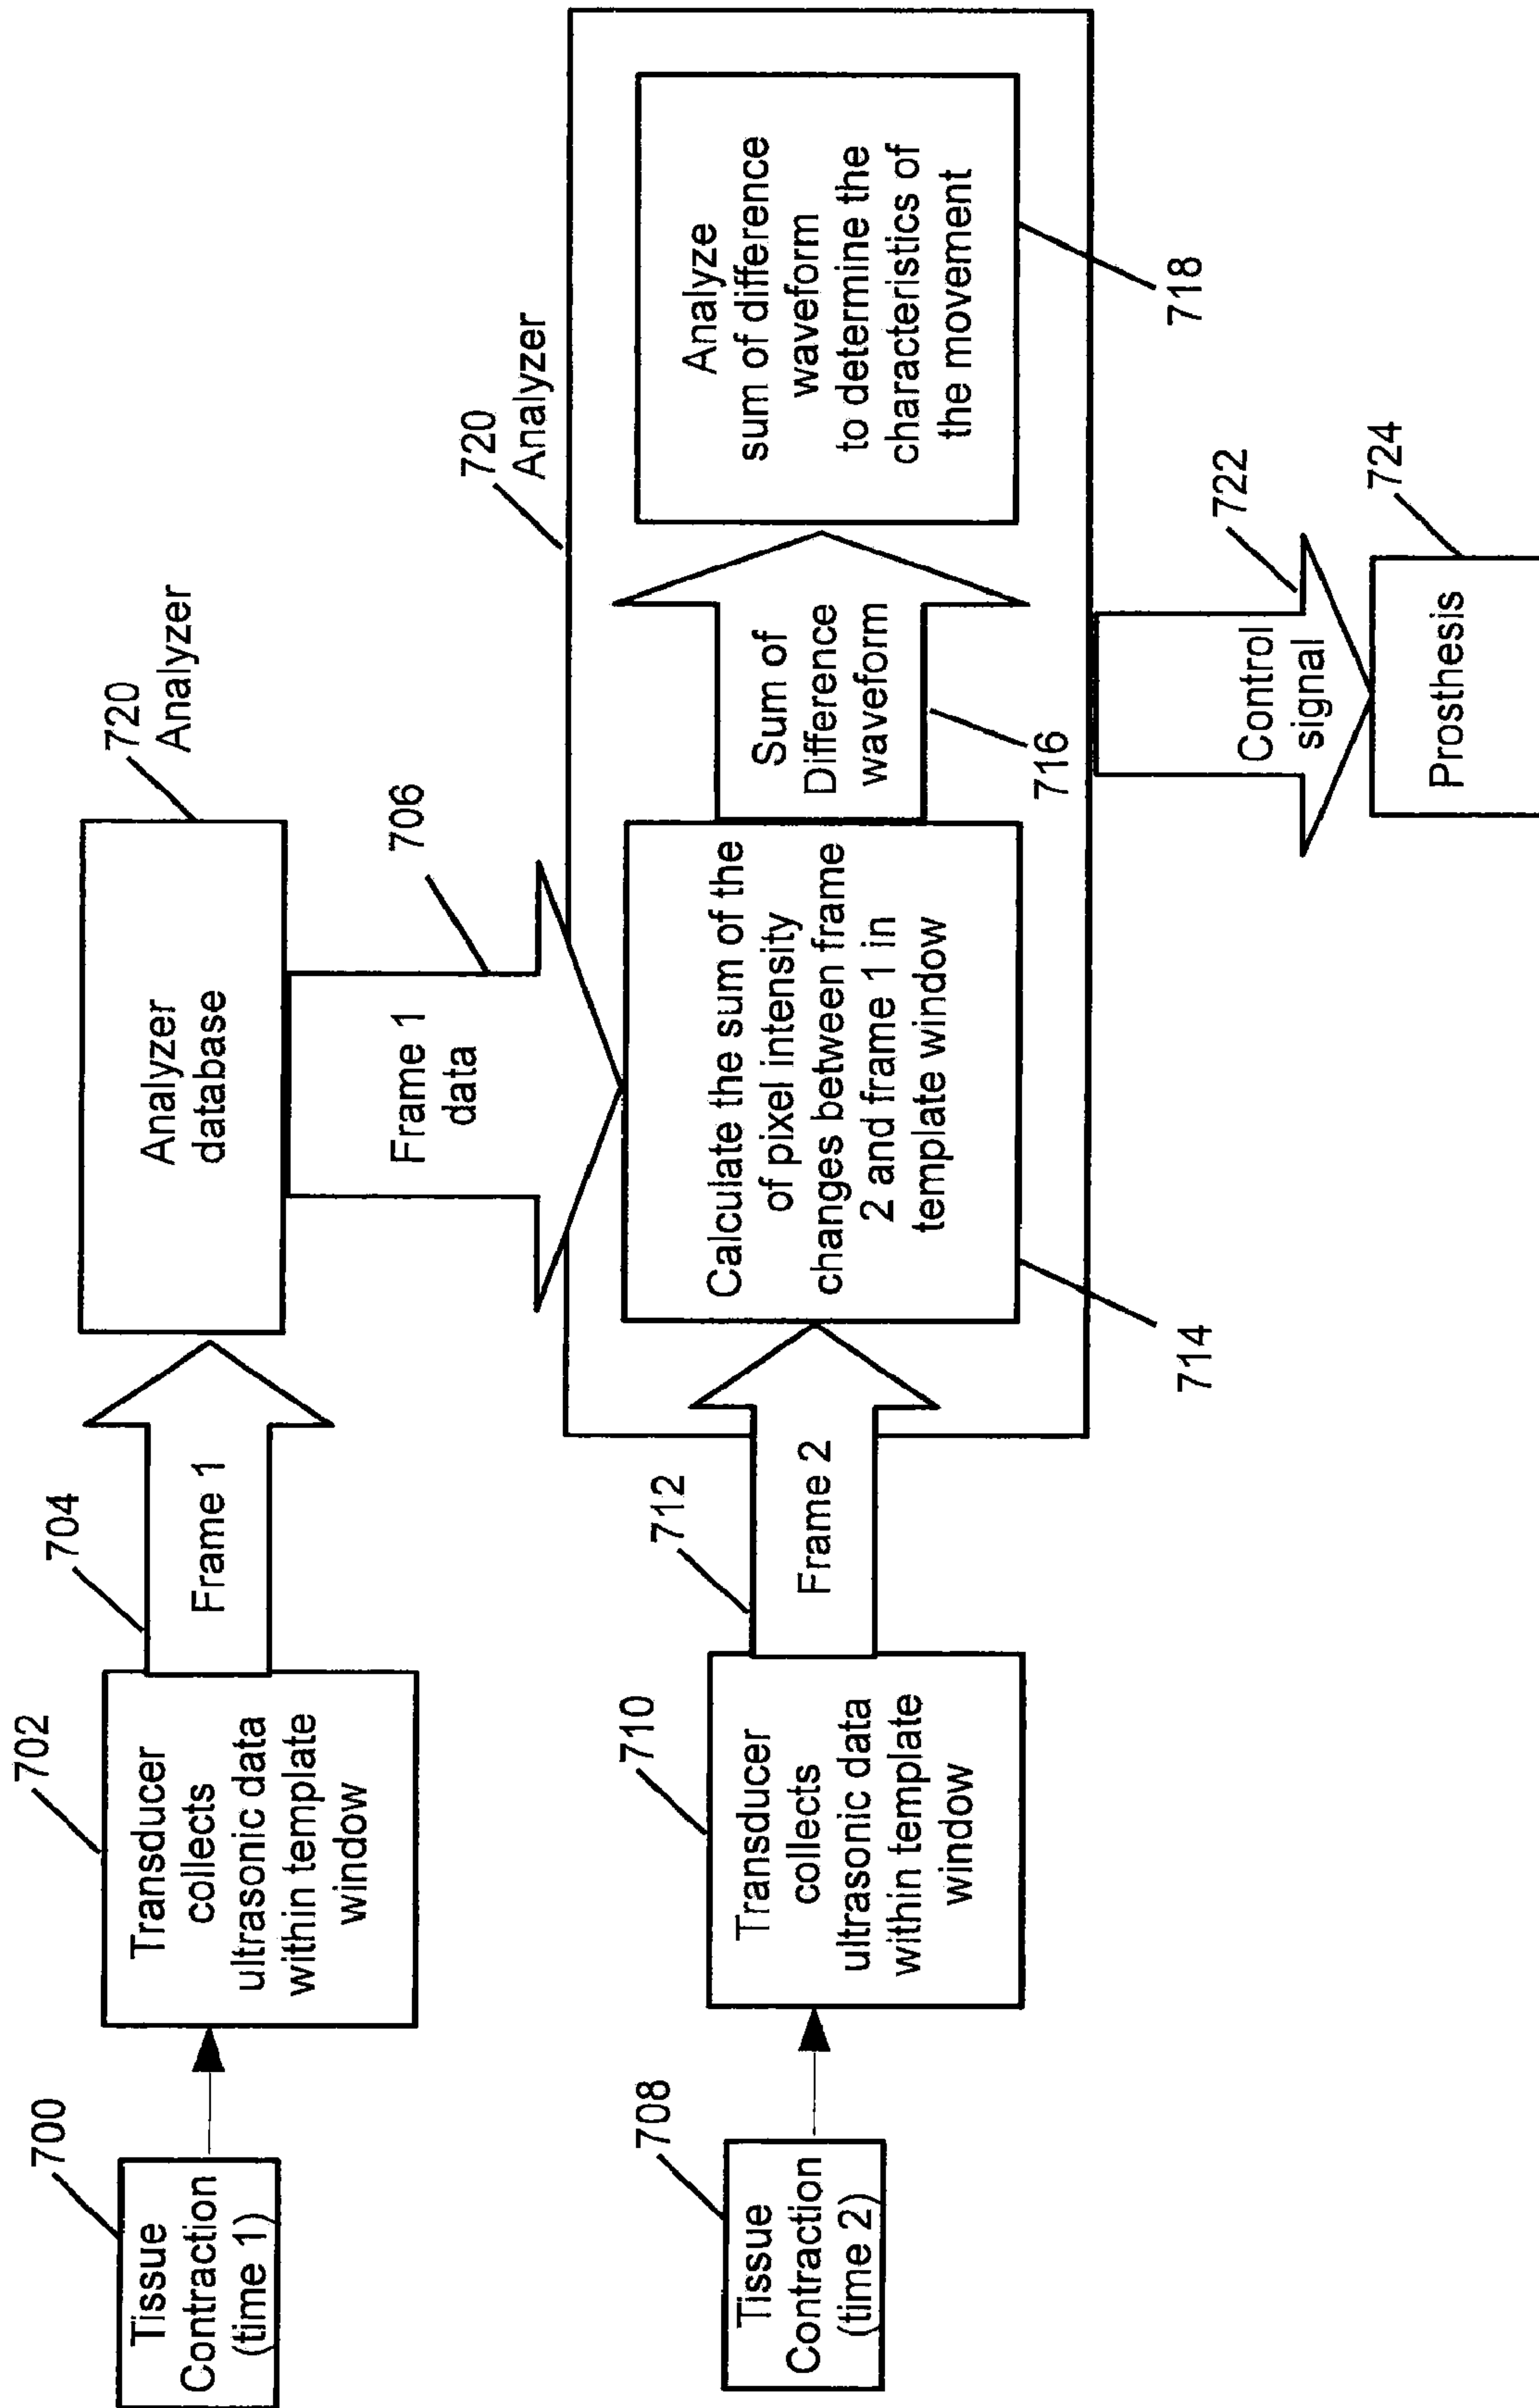 700
Tissue
Contraction
(time 1)
702
Transducer
collects
ultrasonic data
within template
window
704
Frame 1
Analyzer
database
720
Analyzer
706
Frame 1
data
708
Tissue
Contraction
(time 2)
710
Transducer
collects
ultrasonic data
within template
window
712
Frame 2
720
Analyzer
Calculate the sum of the
of pixel intensity
changes between frame
2 and frame 1 in
template window
714
Sum of
Difference
waveform
716
Analyze
sum of difference
waveform
to determine the
characteristics of
the movement
718
Control
signal
722
Prosthesis
724